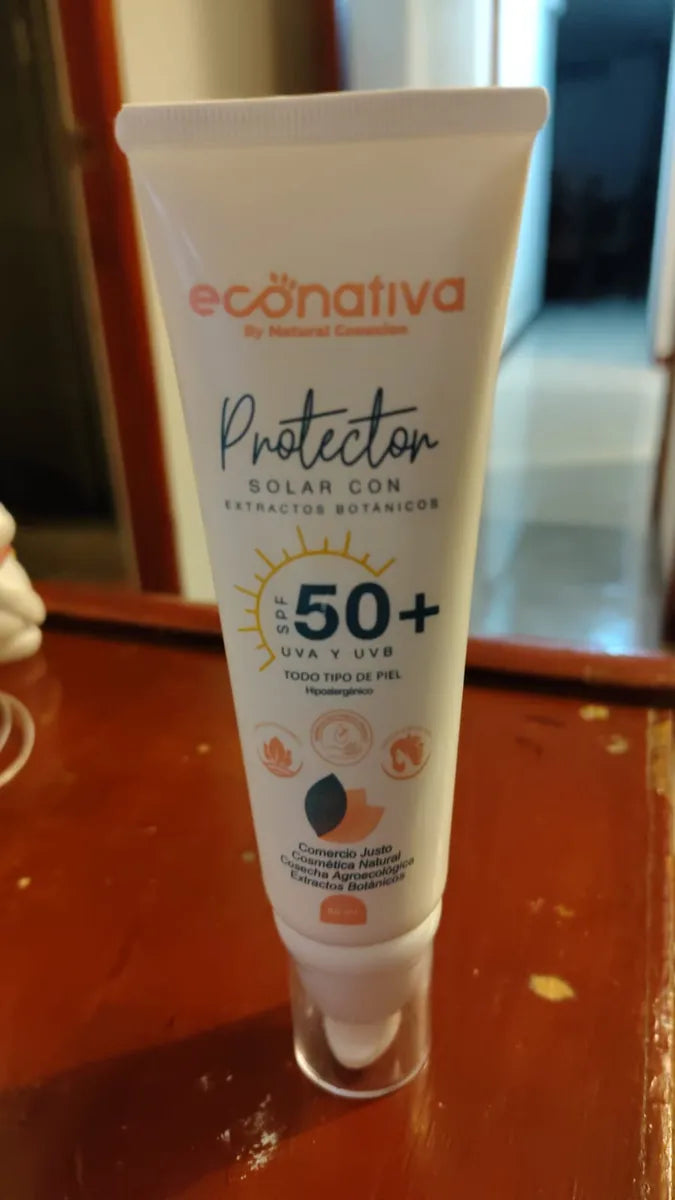 econativa
By Natural Conexion
Protector
SOLAR CON
EXTRACTOS BOTÁNICOS
SPF 50+
UVA Y UVB
TODO TIPO DE PIEL
Hipoalergénico
Comercio Justo
Cosmética Natural
Cosecha Agroecológica
Extractos Botánicos